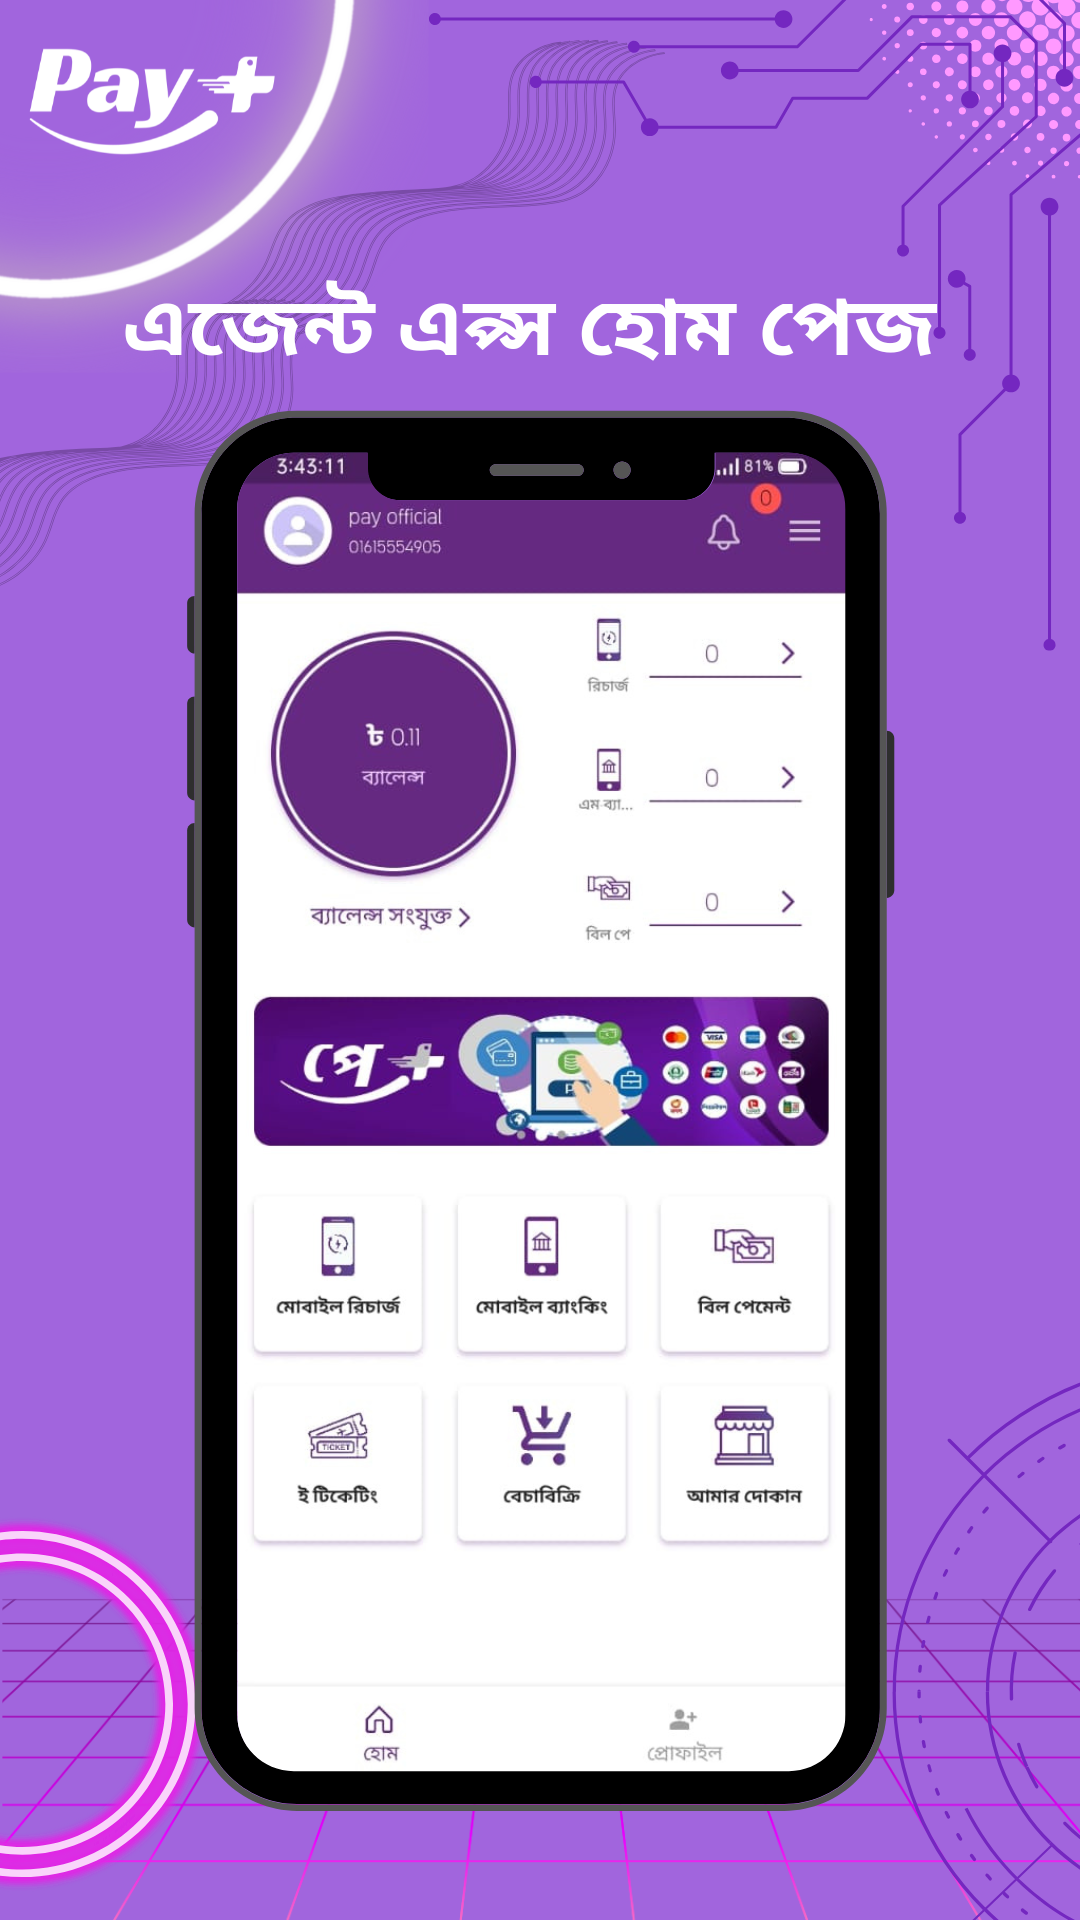 Pay+
এজেন্ট এপ্স হোম পেজ
3:43:11
81%
0
pay official
01615554905
রিচার্জ
0
৳ 0.11
ব্যালেন্স
এম-ব্যা...
0
ব্যালেন্স সংযুক্ত
বিল পে
0
পে+
VISA
মোবাইল রিচার্জ
মোবাইল ব্যাংকিং
বিল পেমেন্ট
TICKET
ই টিকেটিং
বেচাবিক্রি
আমার দোকান
হোম
প্রোফাইল